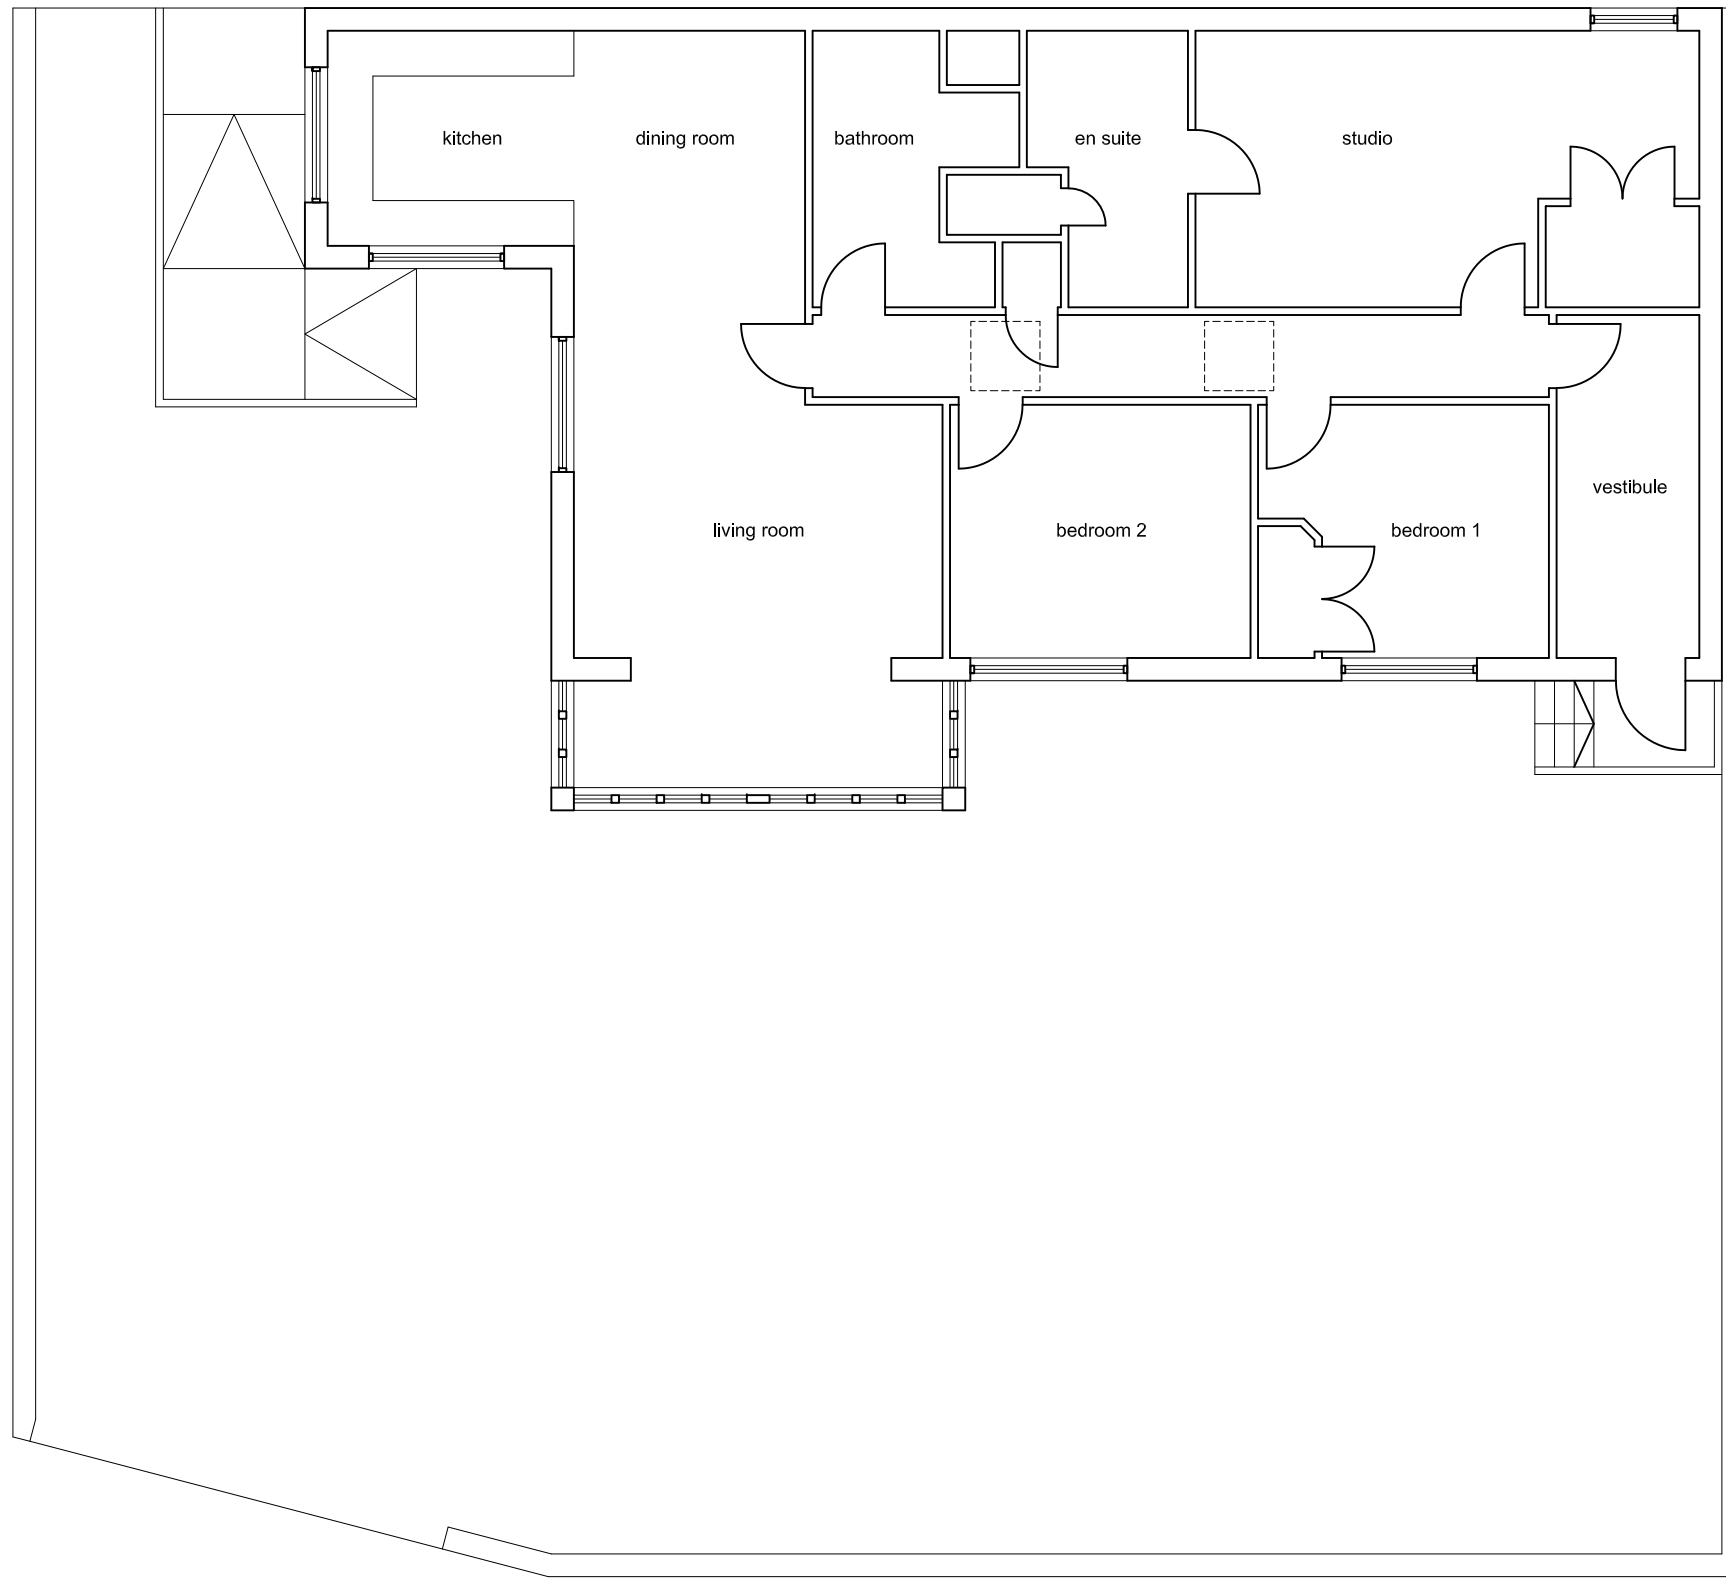 kitchen
dining room
bathroom
en suite
studio
vestibule
living room
bedroom 2
bedroom 1